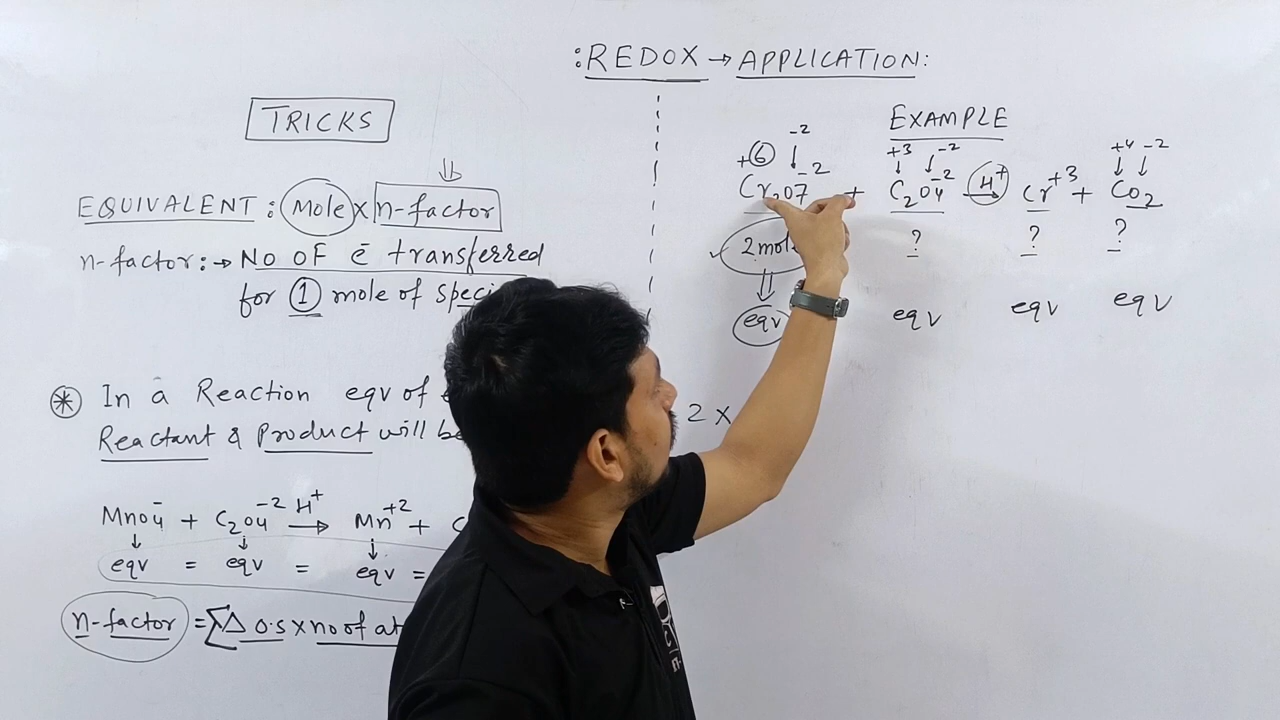 :REDOX → APPLICATION:
TRICKS
EQUIVALENT : Mole x n-factor
n-factor: → No OF ē transferred
for ① mole of speci
⊛ In a Reaction eqv of
Reactant & Product will be
MnO4⁻ + C2O4⁻² H⁺ → Mn⁺² + C
↓ ↓ ↓
eqv = eqv = eqv =
n-factor = ΣΔ O.S x no of at
EXAMPLE
+6 -2 +3 -2 +4 -2
Cr2O7⁻² + C2O4⁻² H⁺ → Cr⁺³ + CO2
2 mole ? ? ?
eqv eqv eqv eqv
2 x